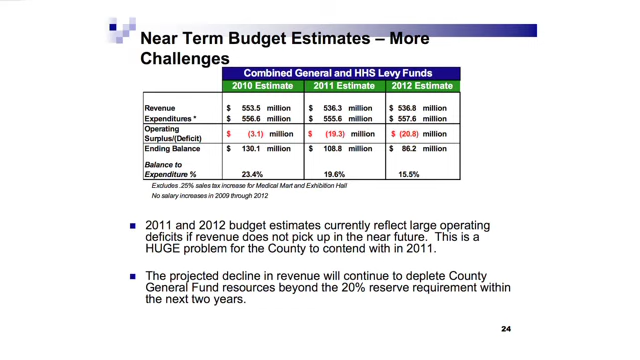 Near Term Budget Estimates – More
Challenges
Combined General and HHS Levy Funds
2010 Estimate 2011 Estimate 2012 Estimate
Revenue $ 553.5 million $ 536.3 million $ 536.8 million
Expenditures * $ 556.6 million $ 555.6 million $ 557.6 million
Operating
Surplus/(Deficit) $ (3.1) million $ (19.3) million $ (20.8) million
Ending Balance $ 130.1 million $ 108.8 million $ 86.2 million
Balance to
Expenditure % 23.4% 19.6% 15.5%
Excludes .25% sales tax increase for Medical Mart and Exhibition Hall
No salary increases in 2009 through 2012
2011 and 2012 budget estimates currently reflect large operating
deficits if revenue does not pick up in the near future. This is a
HUGE problem for the County to contend with in 2011.
The projected decline in revenue will continue to deplete County
General Fund resources beyond the 20% reserve requirement within
the next two years.
24